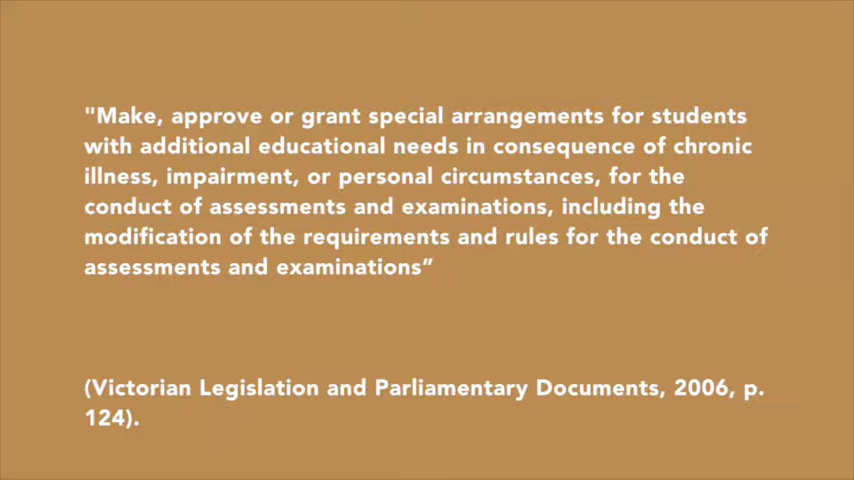 "Make, approve or grant special arrangements for students
with additional educational needs in consequence of chronic
illness, impairment, or personal circumstances, for the
conduct of assessments and examinations, including the
modification of the requirements and rules for the conduct of
assessments and examinations”
(Victorian Legislation and Parliamentary Documents, 2006, p.
124).